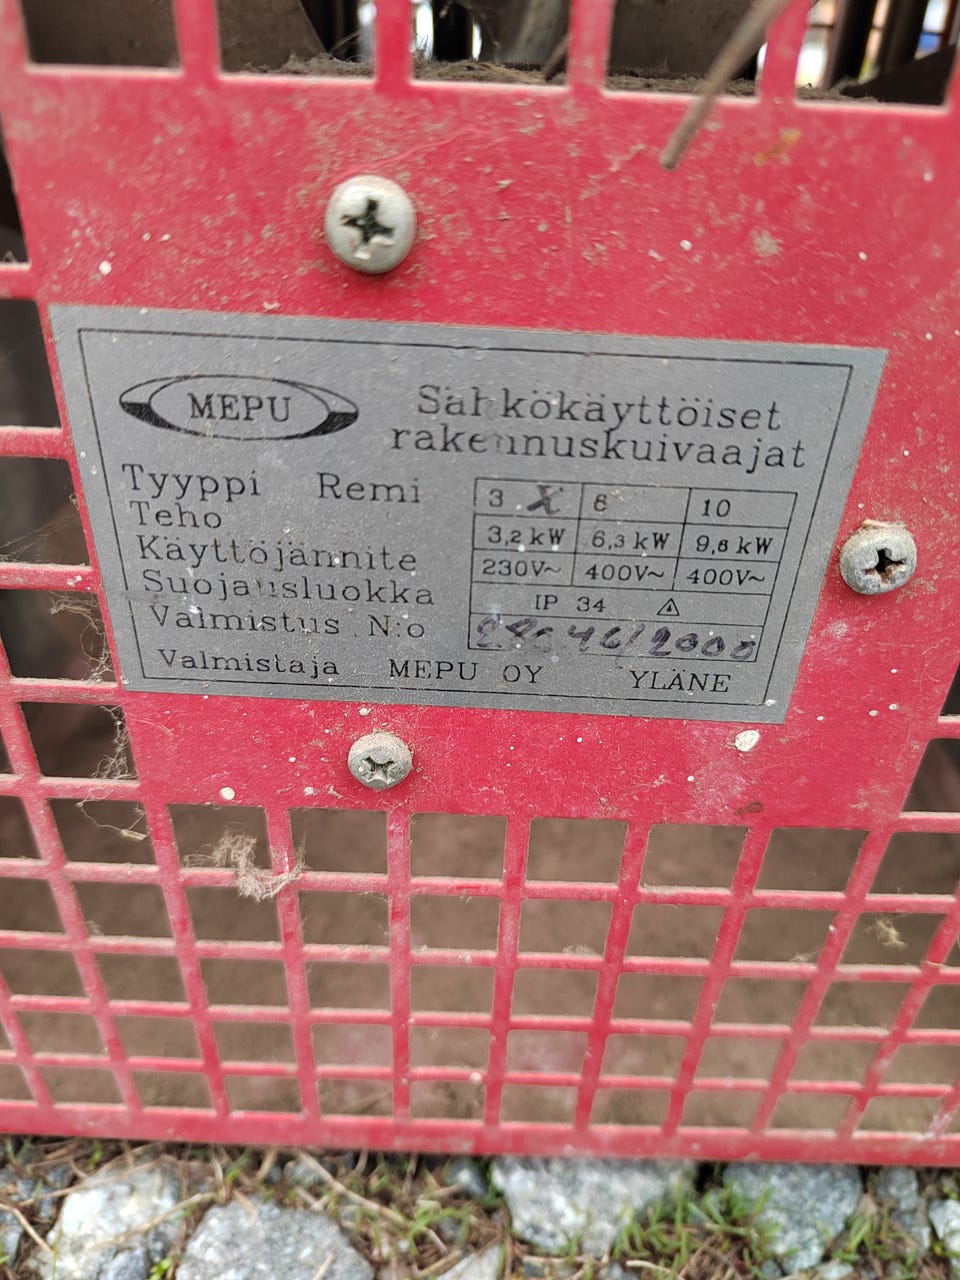 MEPU
Sähkökäyttöiset
rakennuskuivaajat
Tyyppi Remi 3 X 6 10
Teho 3,2 kW 6,3 kW 9,6 kW
Käyttöjännite 230V~ 400V~ 400V~
Suojausluokka IP 34
Valmistus N:o
Valmistaja MEPU OY YLÄNE